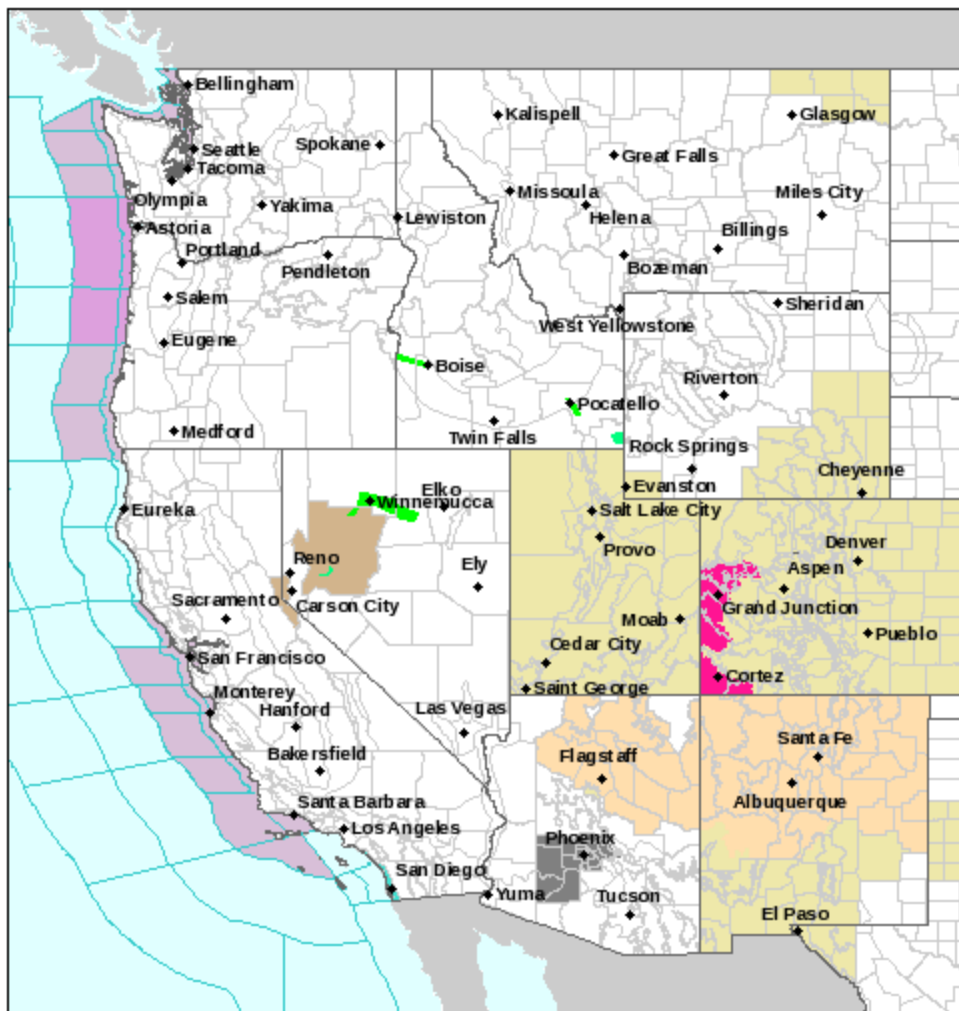 Bellingham
Kalispell
Glasgow
Seattle
Spokane
Great Falls
Tacoma
Missoula
Miles City
Olympia
Yakima
Lewiston
Helena
Astoria
Billings
Portland
Pendleton
Bozeman
Salem
Sheridan
West Yellowstone
Eugene
Boise
Riverton
Pocatello
Medford
Twin Falls
Rock Springs
Cheyenne
Evanston
Elko
Winnemucca
Eureka
Salt Lake City
Provo
Denver
Reno
Ely
Aspen
Sacramento
Carson City
Grand Junction
Moab
Pueblo
Cedar City
San Francisco
Cortez
Saint George
Monterey
Hanford
Las Vegas
Santa Fe
Bakersfield
Flagstaff
Albuquerque
Santa Barbara
Los Angeles
Phoenix
San Diego
Yuma
Tucson
El Paso